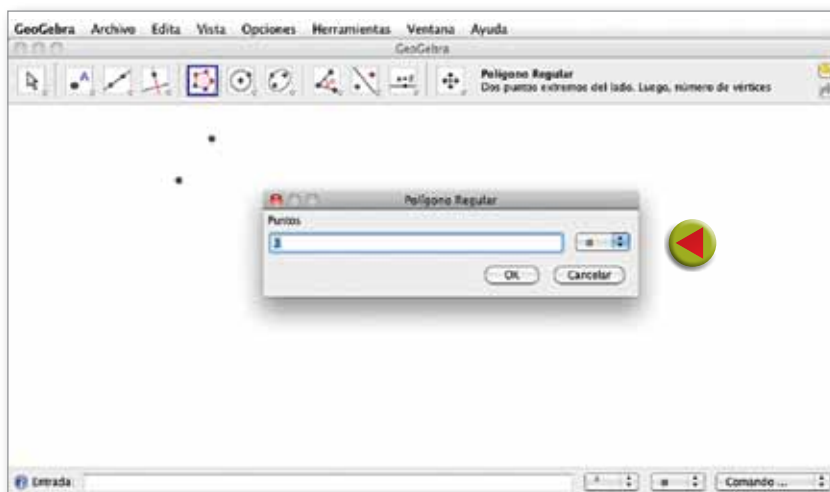 GeoGebra Archivo Edita Vista Opciones Herramientas Ventana Ayuda
GeoGebra
Polígono Regular
Dos puntos extremos del lado. Luego, número de vértices
Polígono Regular
Puntos
OK Cancelar
Entrada: Comando ...